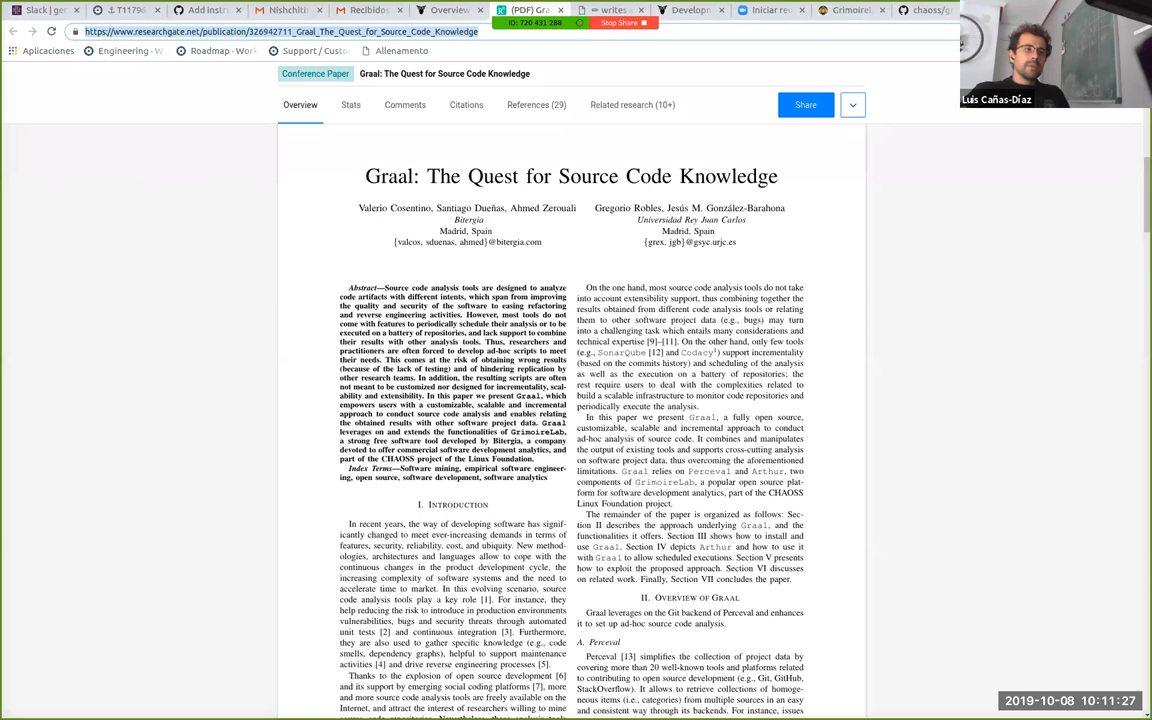 Slack | ge
T11796
Add instr
Nishchith
Recibidos
Overview
(PDF) Gra
writes
Develop
Iniciar reu
Grimoirel
chaoss/gr
ID: 720 431 288
Stop Share
https://www.researchgate.net/publication/326942711_Graal_The_Quest_for_Source_Code_Knowledge
Aplicaciones
Engineering - W
Roadmap - Work
Support / Custo
Allenamento
Luis Cañas-Díaz
Conference Paper
Graal: The Quest for Source Code Knowledge
Overview
Stats
Comments
Citations
References (29)
Related research (10+)
Share
Graal: The Quest for Source Code Knowledge
Valerio Cosentino, Santiago Dueñas, Ahmed Zerouali
Bitergia
Madrid, Spain
{valcos, sduenas, ahmed}@bitergia.com
Gregorio Robles, Jesús M. González-Barahona
Universidad Rey Juan Carlos
Madrid, Spain
{grex, jgb}@gsyc.urjc.es
Abstract—Source code analysis tools are designed to analyze
code artifacts with different intents, which span from improving
the quality and security of the software to easing refactoring
and reverse engineering activities. However, most tools do not
come with features to periodically schedule their analysis or to be
executed on a battery of repositories, and lack support to combine
their results with other analysis tools. Thus, researchers and
practitioners are often forced to develop ad-hoc scripts to meet
their needs. This comes at the risk of obtaining wrong results
(because of the lack of testing) and of hindering replication by
other research teams. In addition, the resulting scripts are often
not meant to be customized nor designed for incrementality, scal-
ability and extensibility. In this paper we present Graal, which
empowers users with a customizable, scalable and incremental
approach to conduct source code analysis and enables relating
the obtained results with other software project data. Graal
leverages on and extends the functionalities of GrimoireLab,
a strong free software tool developed by Bitergia, a company
devoted to offer commercial software development analytics, and
part of the CHAOSS project of the Linux Foundation.
Index Terms—Software mining, empirical software engineer-
ing, open source, software development, software analytics
I. INTRODUCTION
In recent years, the way of developing software has signif-
icantly changed to meet ever-increasing demands in terms of
features, security, reliability, cost, and ubiquity. New method-
ologies, architectures and languages allow to cope with the
continuous changes in the product development cycle, the
increasing complexity of software systems and the need to
accelerate time to market. In this evolving scenario, source
code analysis tools play a key role [1]. For instance, they
help reducing the risk to introduce in production environments
vulnerabilities, bugs and security threats through automated
unit tests [2] and continuous integration [3]. Furthermore,
they are also used to gather specific knowledge (e.g., code
smells, dependency graphs), helpful to support maintenance
activities [4] and drive reverse engineering processes [5].
Thanks to the explosion of open source development [6]
and its support by emerging social coding platforms [7], more
and more source code analysis tools are freely available on the
Internet, and attract the interest of researchers willing to mine
On the one hand, most source code analysis tools do not take
into account extensibility support, thus combining together the
results obtained from different code analysis tools or relating
them to other software project data (e.g., bugs) may turn
into a challenging task which entails many considerations and
technical expertise [9]–[11]. On the other hand, only few tools
(e.g., SonarQube [12] and Codacy¹) support incrementality
(based on the commits history) and scheduling of the analysis
as well as the execution on a battery of repositories; the
rest require users to deal with the complexities related to
build a scalable infrastructure to monitor code repositories and
periodically execute the analysis.
In this paper we present Graal, a fully open source,
customizable, scalable and incremental approach to conduct
ad-hoc analysis of source code. It combines and manipulates
the output of existing tools and supports cross-cutting analysis
on software project data, thus overcoming the aforementioned
limitations. Graal relies on Perceval and Arthur, two
components of GrimoireLab, a popular open source plat-
form for software development analytics, part of the CHAOSS
Linux Foundation project.
The remainder of the paper is organized as follows: Sec-
tion II describes the approach underlying Graal, and the
functionalities it offers. Section III shows how to install and
use Graal. Section IV depicts Arthur and how to use it
with Graal to allow scheduled executions. Section V presents
how to exploit the proposed approach. Section VI discusses
on related work. Finally, Section VII concludes the paper.
II. OVERVIEW OF GRAAL
Graal leverages on the Git backend of Perceval and enhances
it to set up ad-hoc source code analysis.
A. Perceval
Perceval [13] simplifies the collection of project data by
covering more than 20 well-known tools and platforms related
to contributing to open source development (e.g., Git, GitHub,
StackOverflow). It allows to retrieve collections of homoge-
neous items (i.e., categories) from multiple sources in an easy
and consistent way through its backends. For instance, issues
2019-10-08 10:11:27